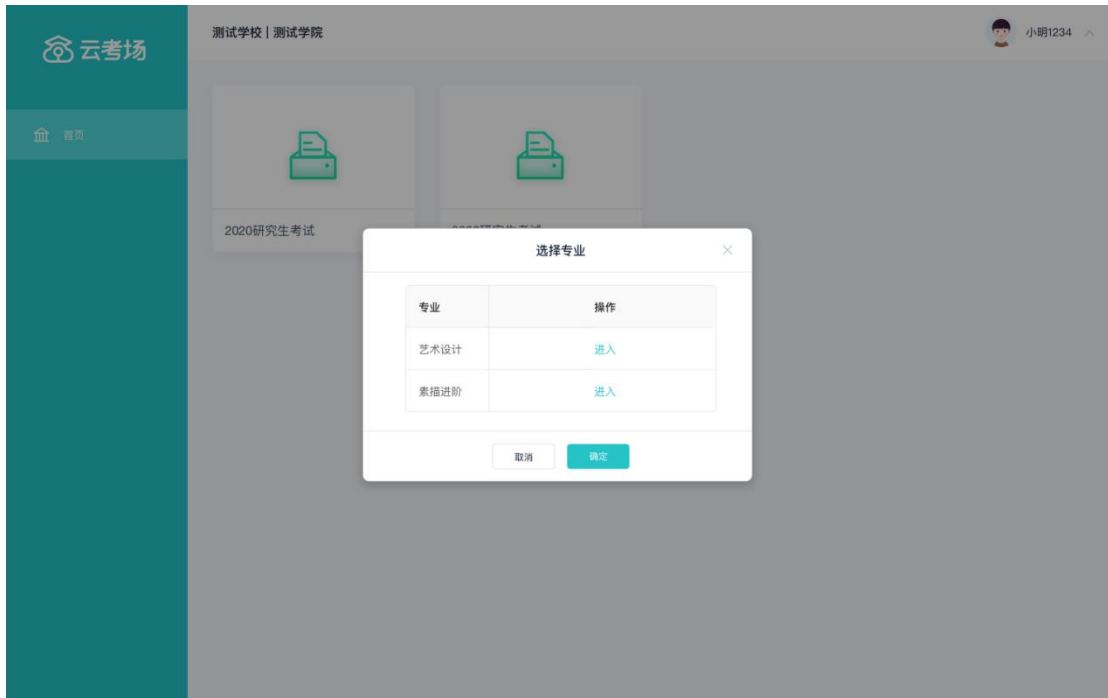 云考场
测试学校 | 测试学院
小明1234
首页
2020研究生考试
选择专业
专业 操作
艺术设计 进入
素描进阶 进入
取消 确定